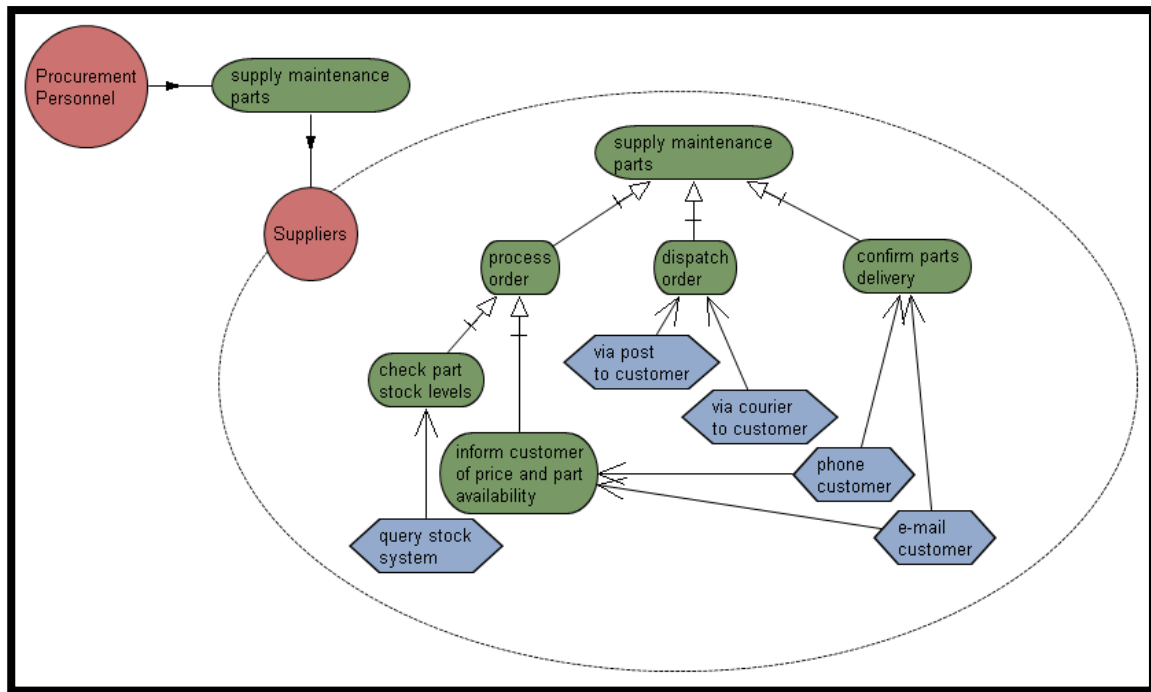 Procurement
Personnel
supply maintenance
parts
supply maintenance
parts
Suppliers
process
order
dispatch
order
confirm parts
delivery
via post
to customer
check part
stock levels
via courier
to customer
inform customer
of price and part
availability
phone
customer
query stock
system
e-mail
customer